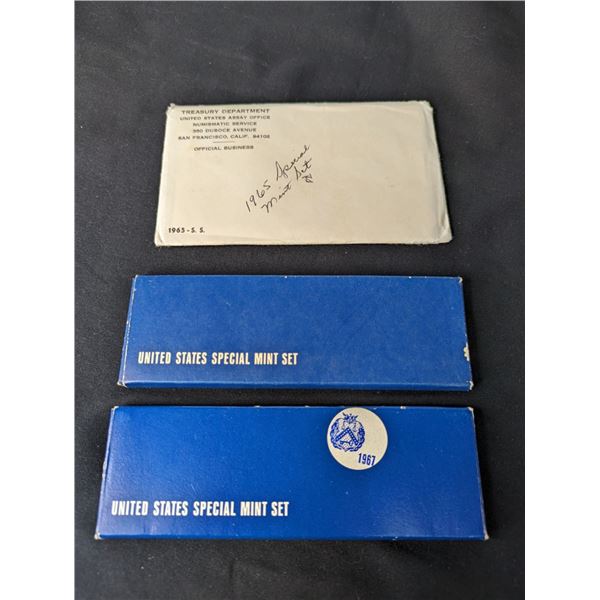 TREASURY DEPARTMENT
UNITED STATES ASSAY OFFICE
NUMISMATIC SERVICE
350 DUBOCE AVENUE
SAN FRANCISCO, CALIF. 94102
OFFICIAL BUSINESS
1965 Special
Mint Set
1965 - S. S.
UNITED STATES SPECIAL MINT SET
1967
UNITED STATES SPECIAL MINT SET